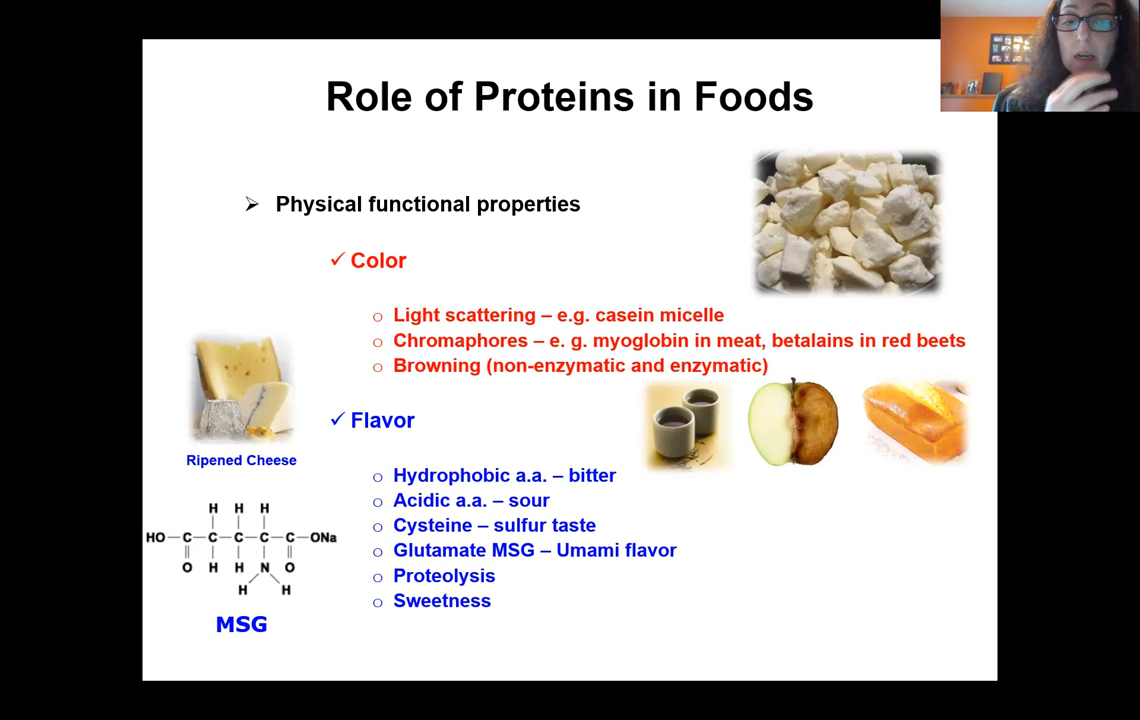 Role of Proteins in Foods
➢ Physical functional properties
✓ Color
○ Light scattering – e.g. casein micelle
○ Chromaphores – e. g. myoglobin in meat, betalains in red beets
○ Browning (non-enzymatic and enzymatic)
✓ Flavor
Ripened Cheese
○ Hydrophobic a.a. – bitter
○ Acidic a.a. – sour
○ Cysteine – sulfur taste
○ Glutamate MSG – Umami flavor
○ Proteolysis
○ Sweetness
H H H
HO C C C C C ONa
O H H N O
H H
MSG